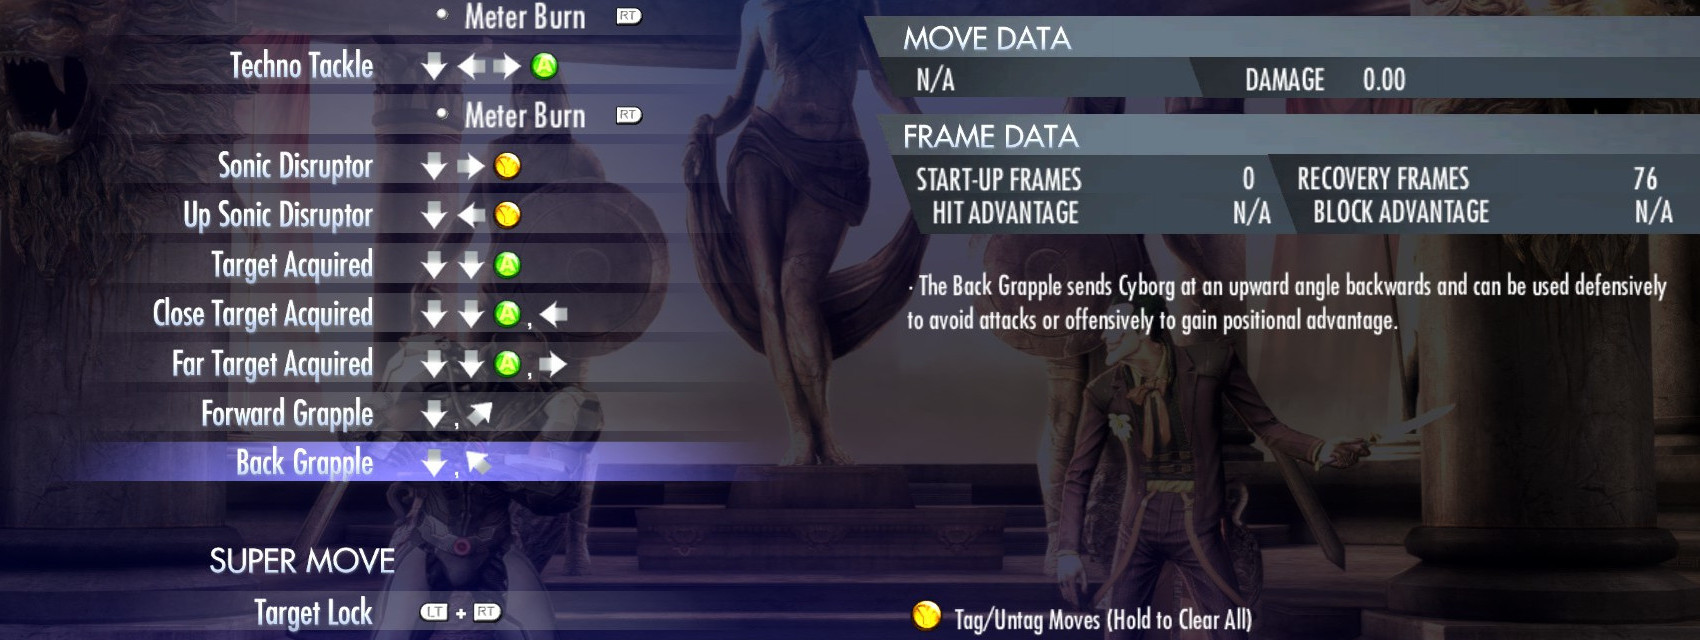 Meter Burn RT
Techno Tackle A
Meter Burn RT
Sonic Disruptor Y
Up Sonic Disruptor Y
Target Acquired A
Close Target Acquired A ,
Far Target Acquired A ,
Forward Grapple ,
Back Grapple ,
SUPER MOVE
Target Lock LT + RT
MOVE DATA
N/A DAMAGE 0.00
FRAME DATA
START-UP FRAMES 0 RECOVERY FRAMES 76
HIT ADVANTAGE N/A BLOCK ADVANTAGE N/A
· The Back Grapple sends Cyborg at an upward angle backwards and can be used defensively
to avoid attacks or offensively to gain positional advantage.
Y Tag/Untag Moves (Hold to Clear All)